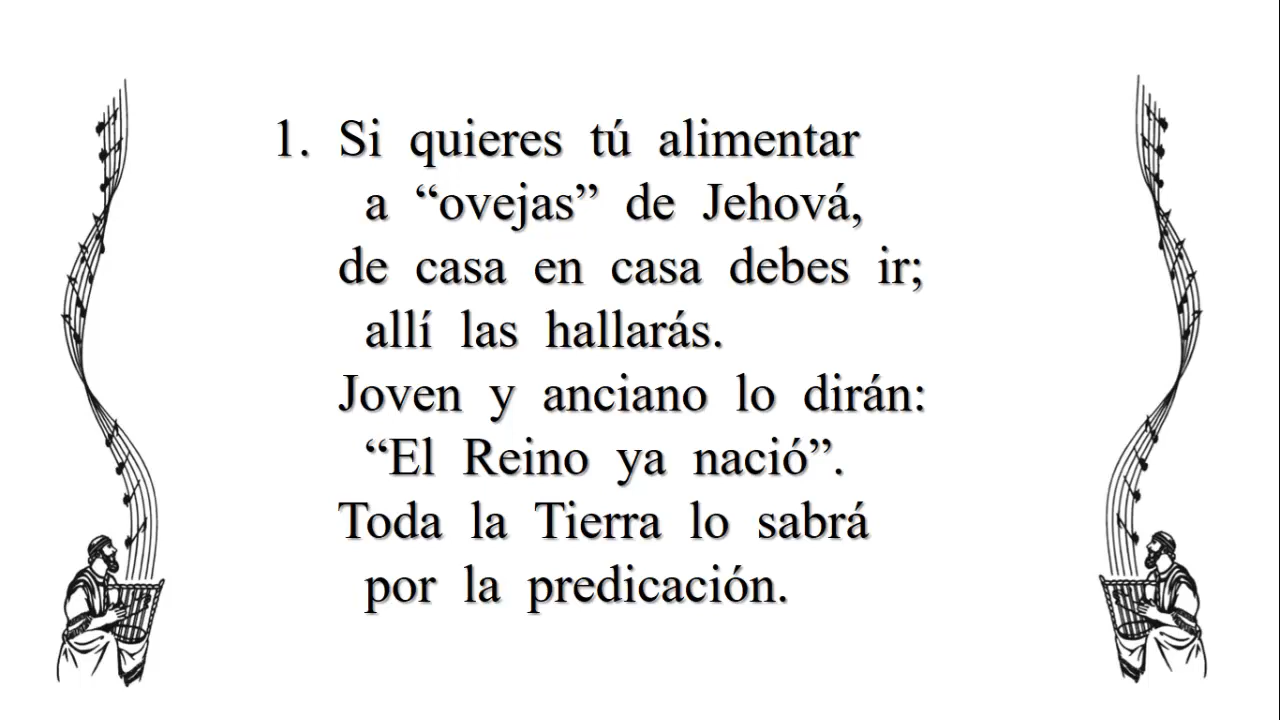 1. Si quieres tú alimentar
a “ovejas” de Jehová,
de casa en casa debes ir;
allí las hallarás.
Joven y anciano lo dirán:
“El Reino ya nació”.
Toda la Tierra lo sabrá
por la predicación.